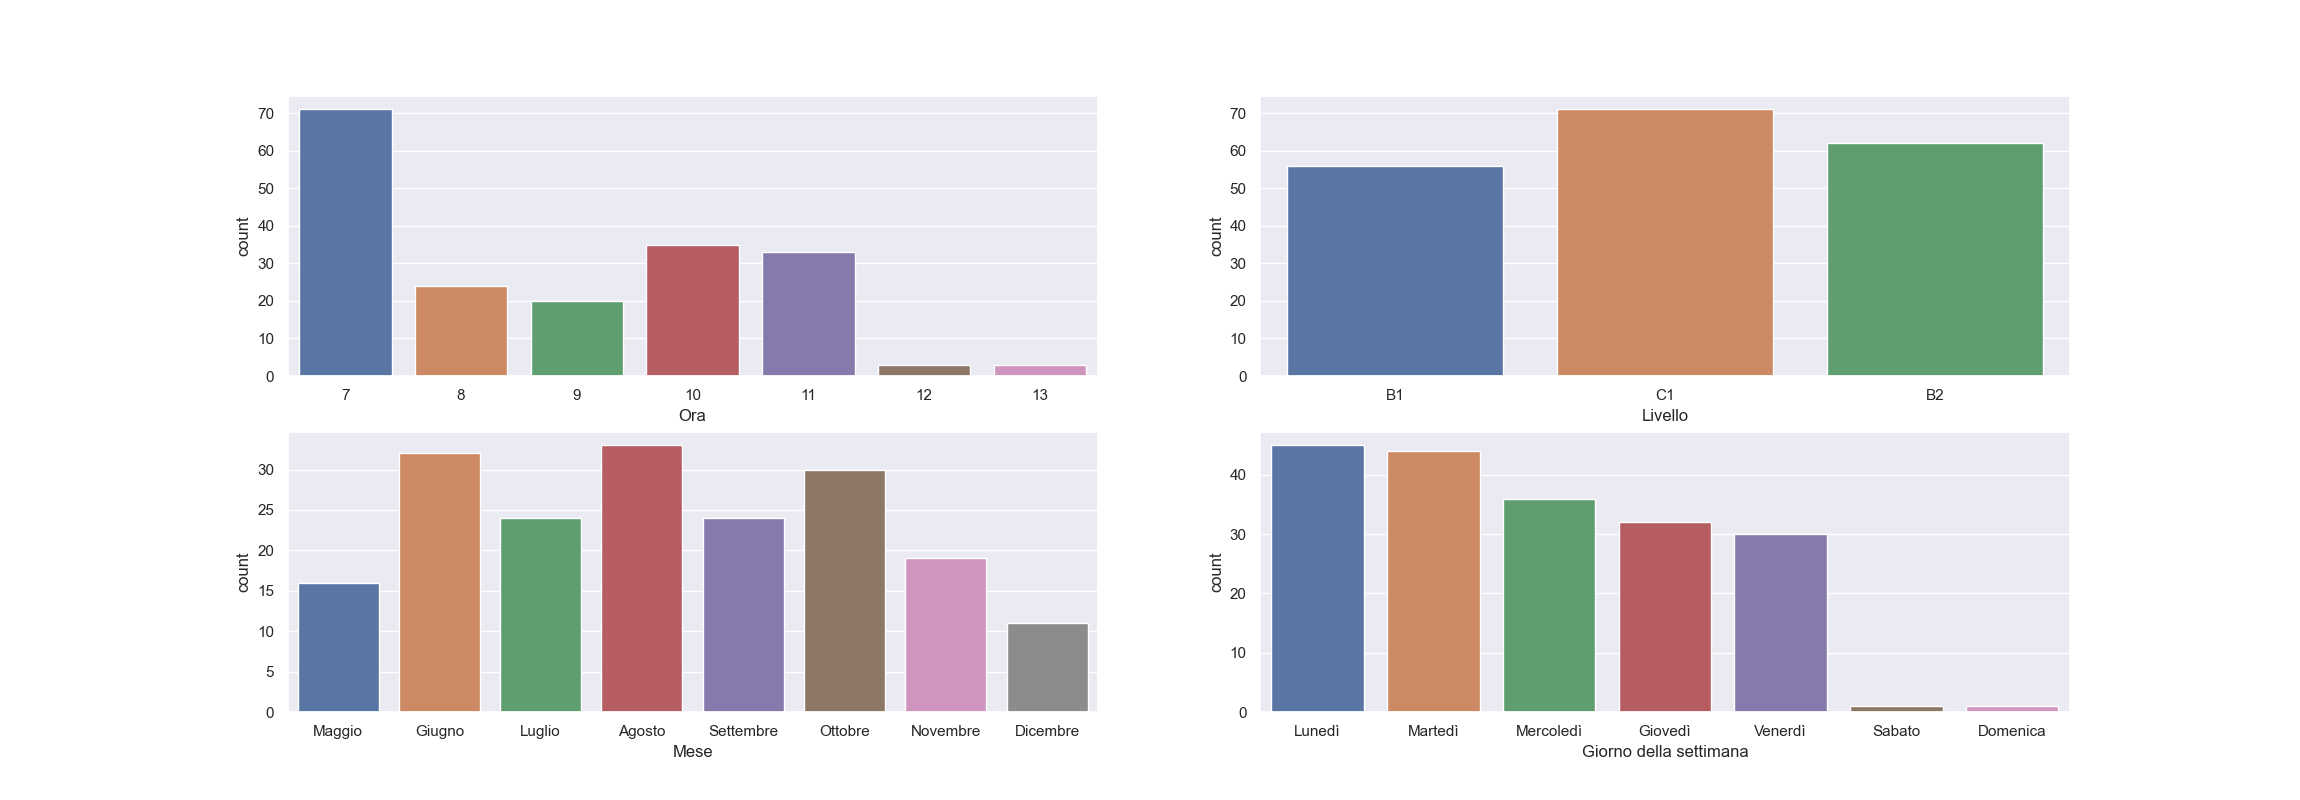 70
60
50
40
30
20
10
0
count
7 8 9 10 11 12 13
Ora
70
60
50
40
30
20
10
0
count
B1 C1 B2
Livello
30
25
20
15
10
5
0
count
Maggio Giugno Luglio Agosto Settembre Ottobre Novembre Dicembre
Mese
40
30
20
10
0
count
Lunedì Martedì Mercoledì Giovedì Venerdì Sabato Domenica
Giorno della settimana